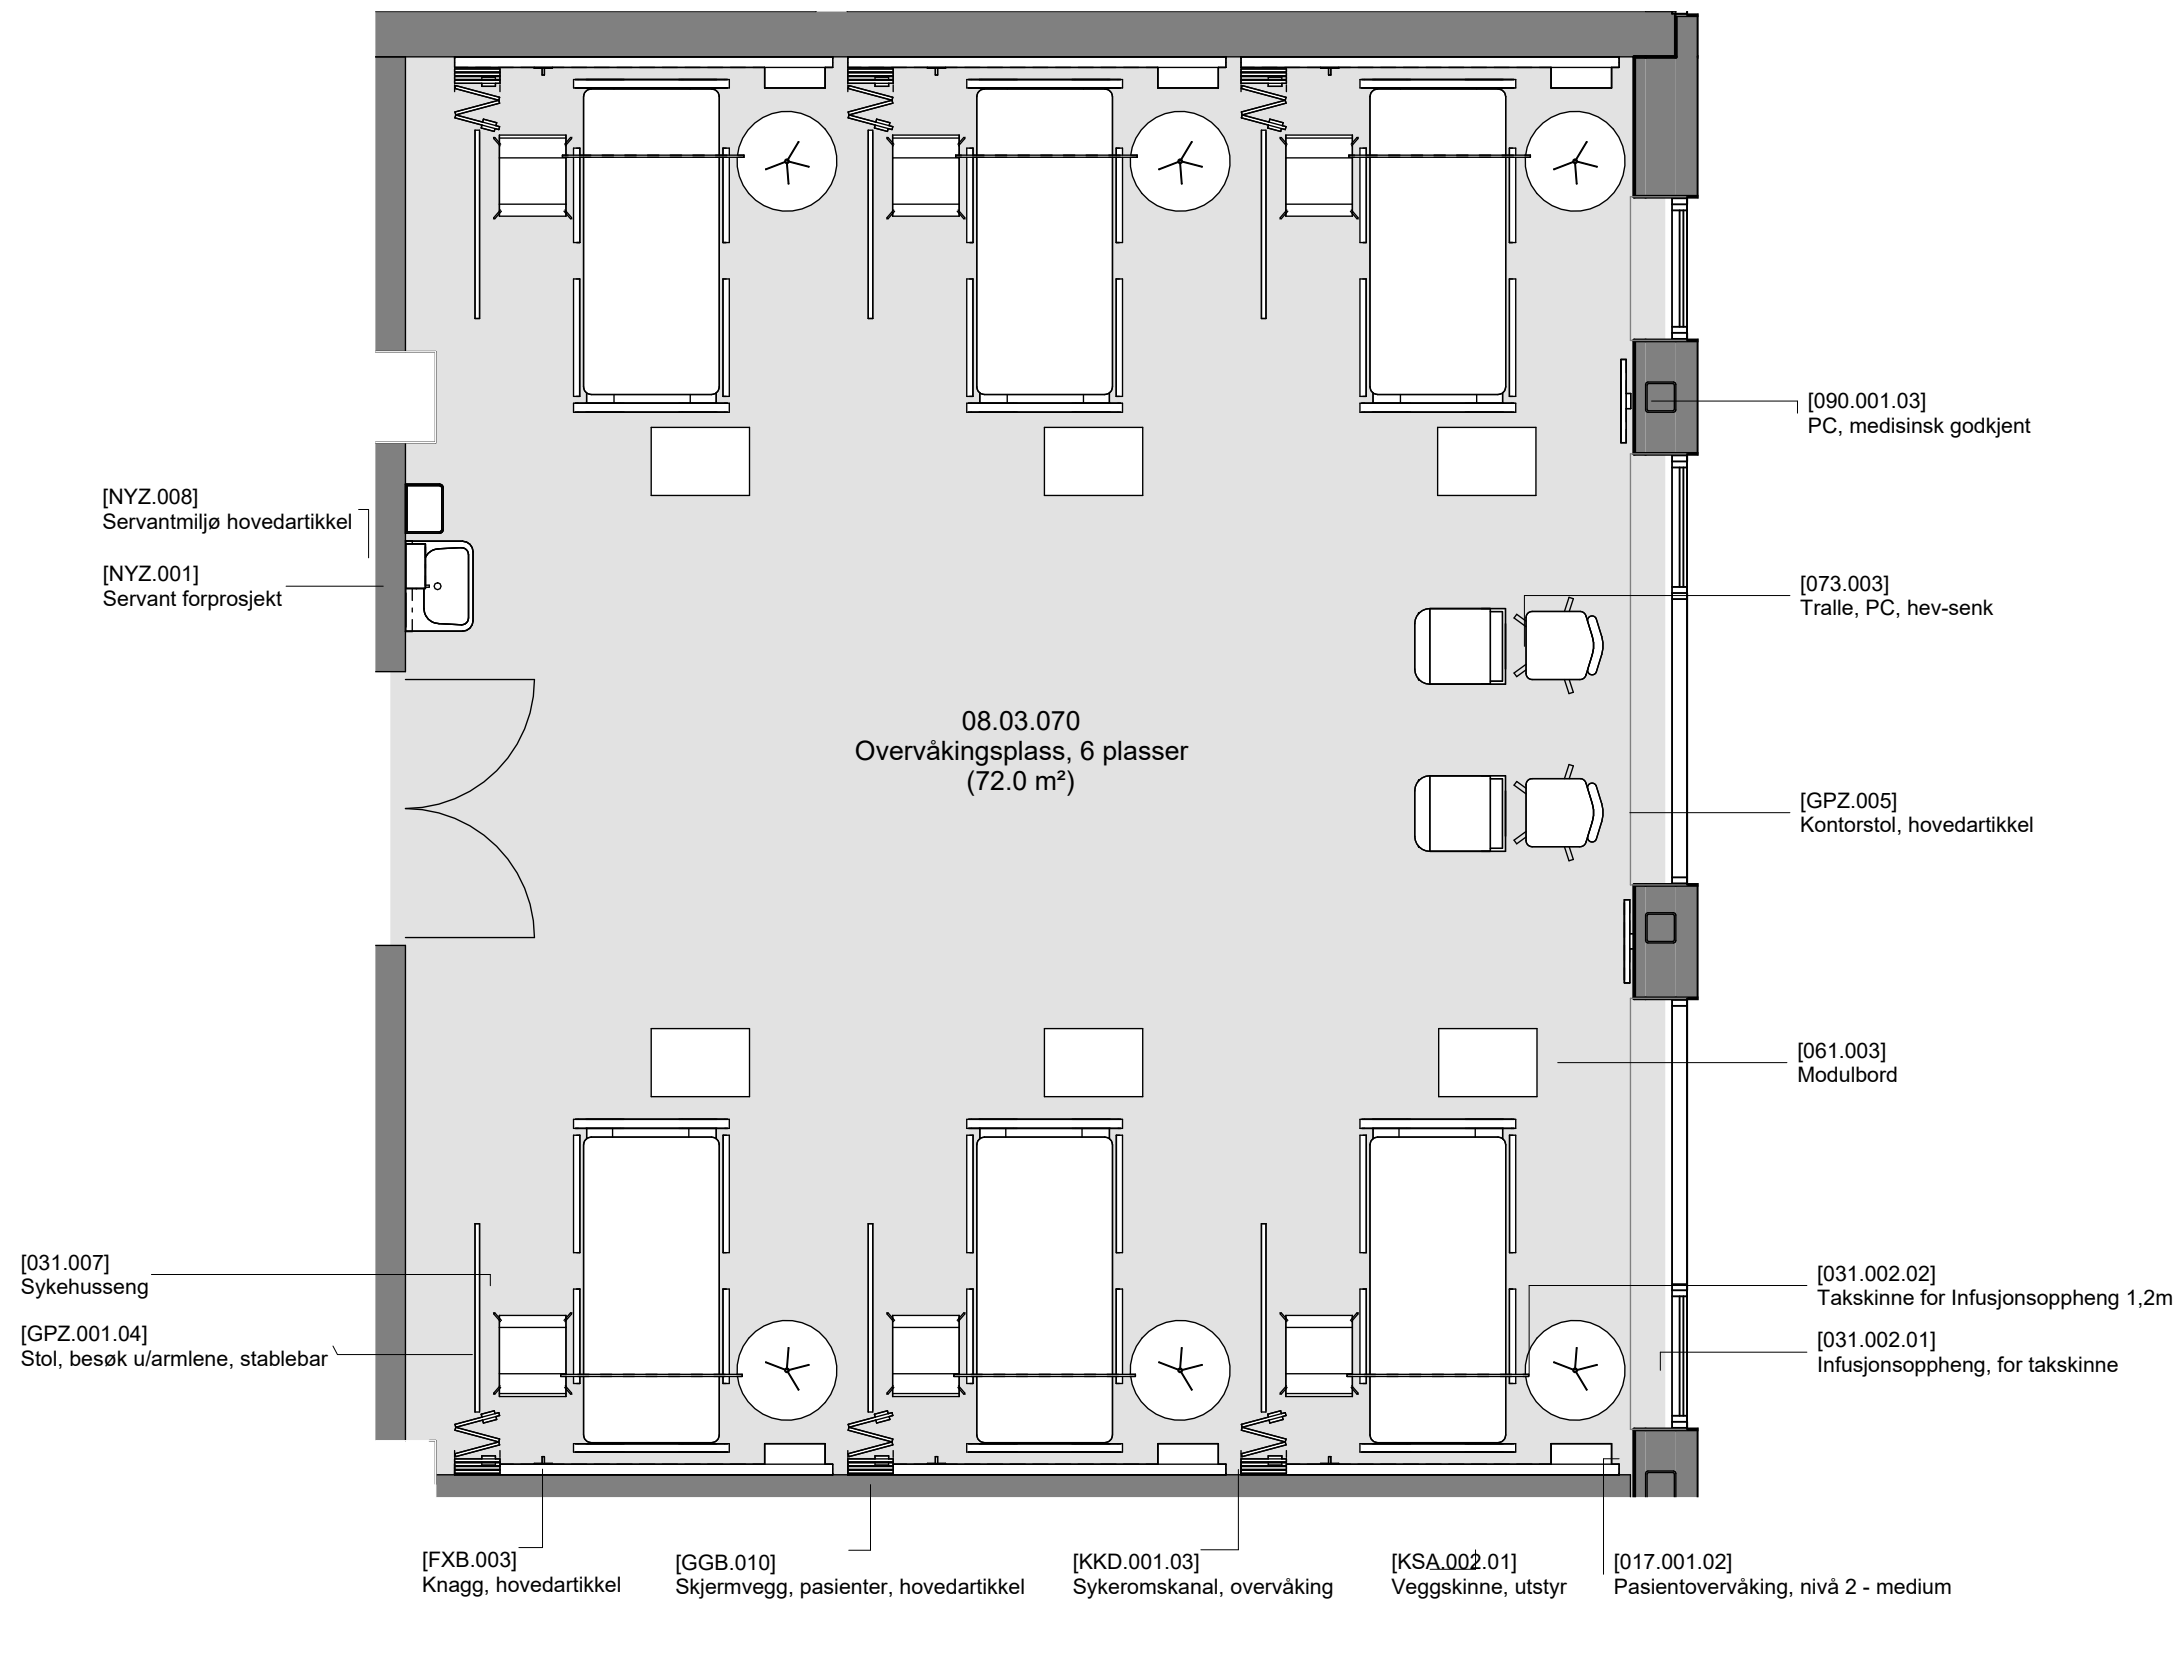 [090.001.03]
PC, medisinsk godkjent
[NYZ.008]
Servantmiljø hovedartikkel
[NYZ.001]
Servant forprosjekt
[073.003]
Tralle, PC, hev-senk
08.03.070
Overvåkingsplass, 6 plasser
(72.0 m²)
[GPZ.005]
Kontorstol, hovedartikkel
[061.003]
Modulbord
[031.007]
Sykehusseng
[GPZ.001.04]
Stol, besøk u/armlene, stablebar
[031.002.02]
Takskinne for Infusjonsoppheng 1,2m
[031.002.01]
Infusjonsoppheng, for takskinne
[FXB.003]
Knagg, hovedartikkel
[GGB.010]
Skjermvegg, pasienter, hovedartikkel
[KKD.001.03]
Sykeromskanal, overvåking
[KSA.002.01]
Veggskinne, utstyr
[017.001.02]
Pasientovervåking, nivå 2 - medium